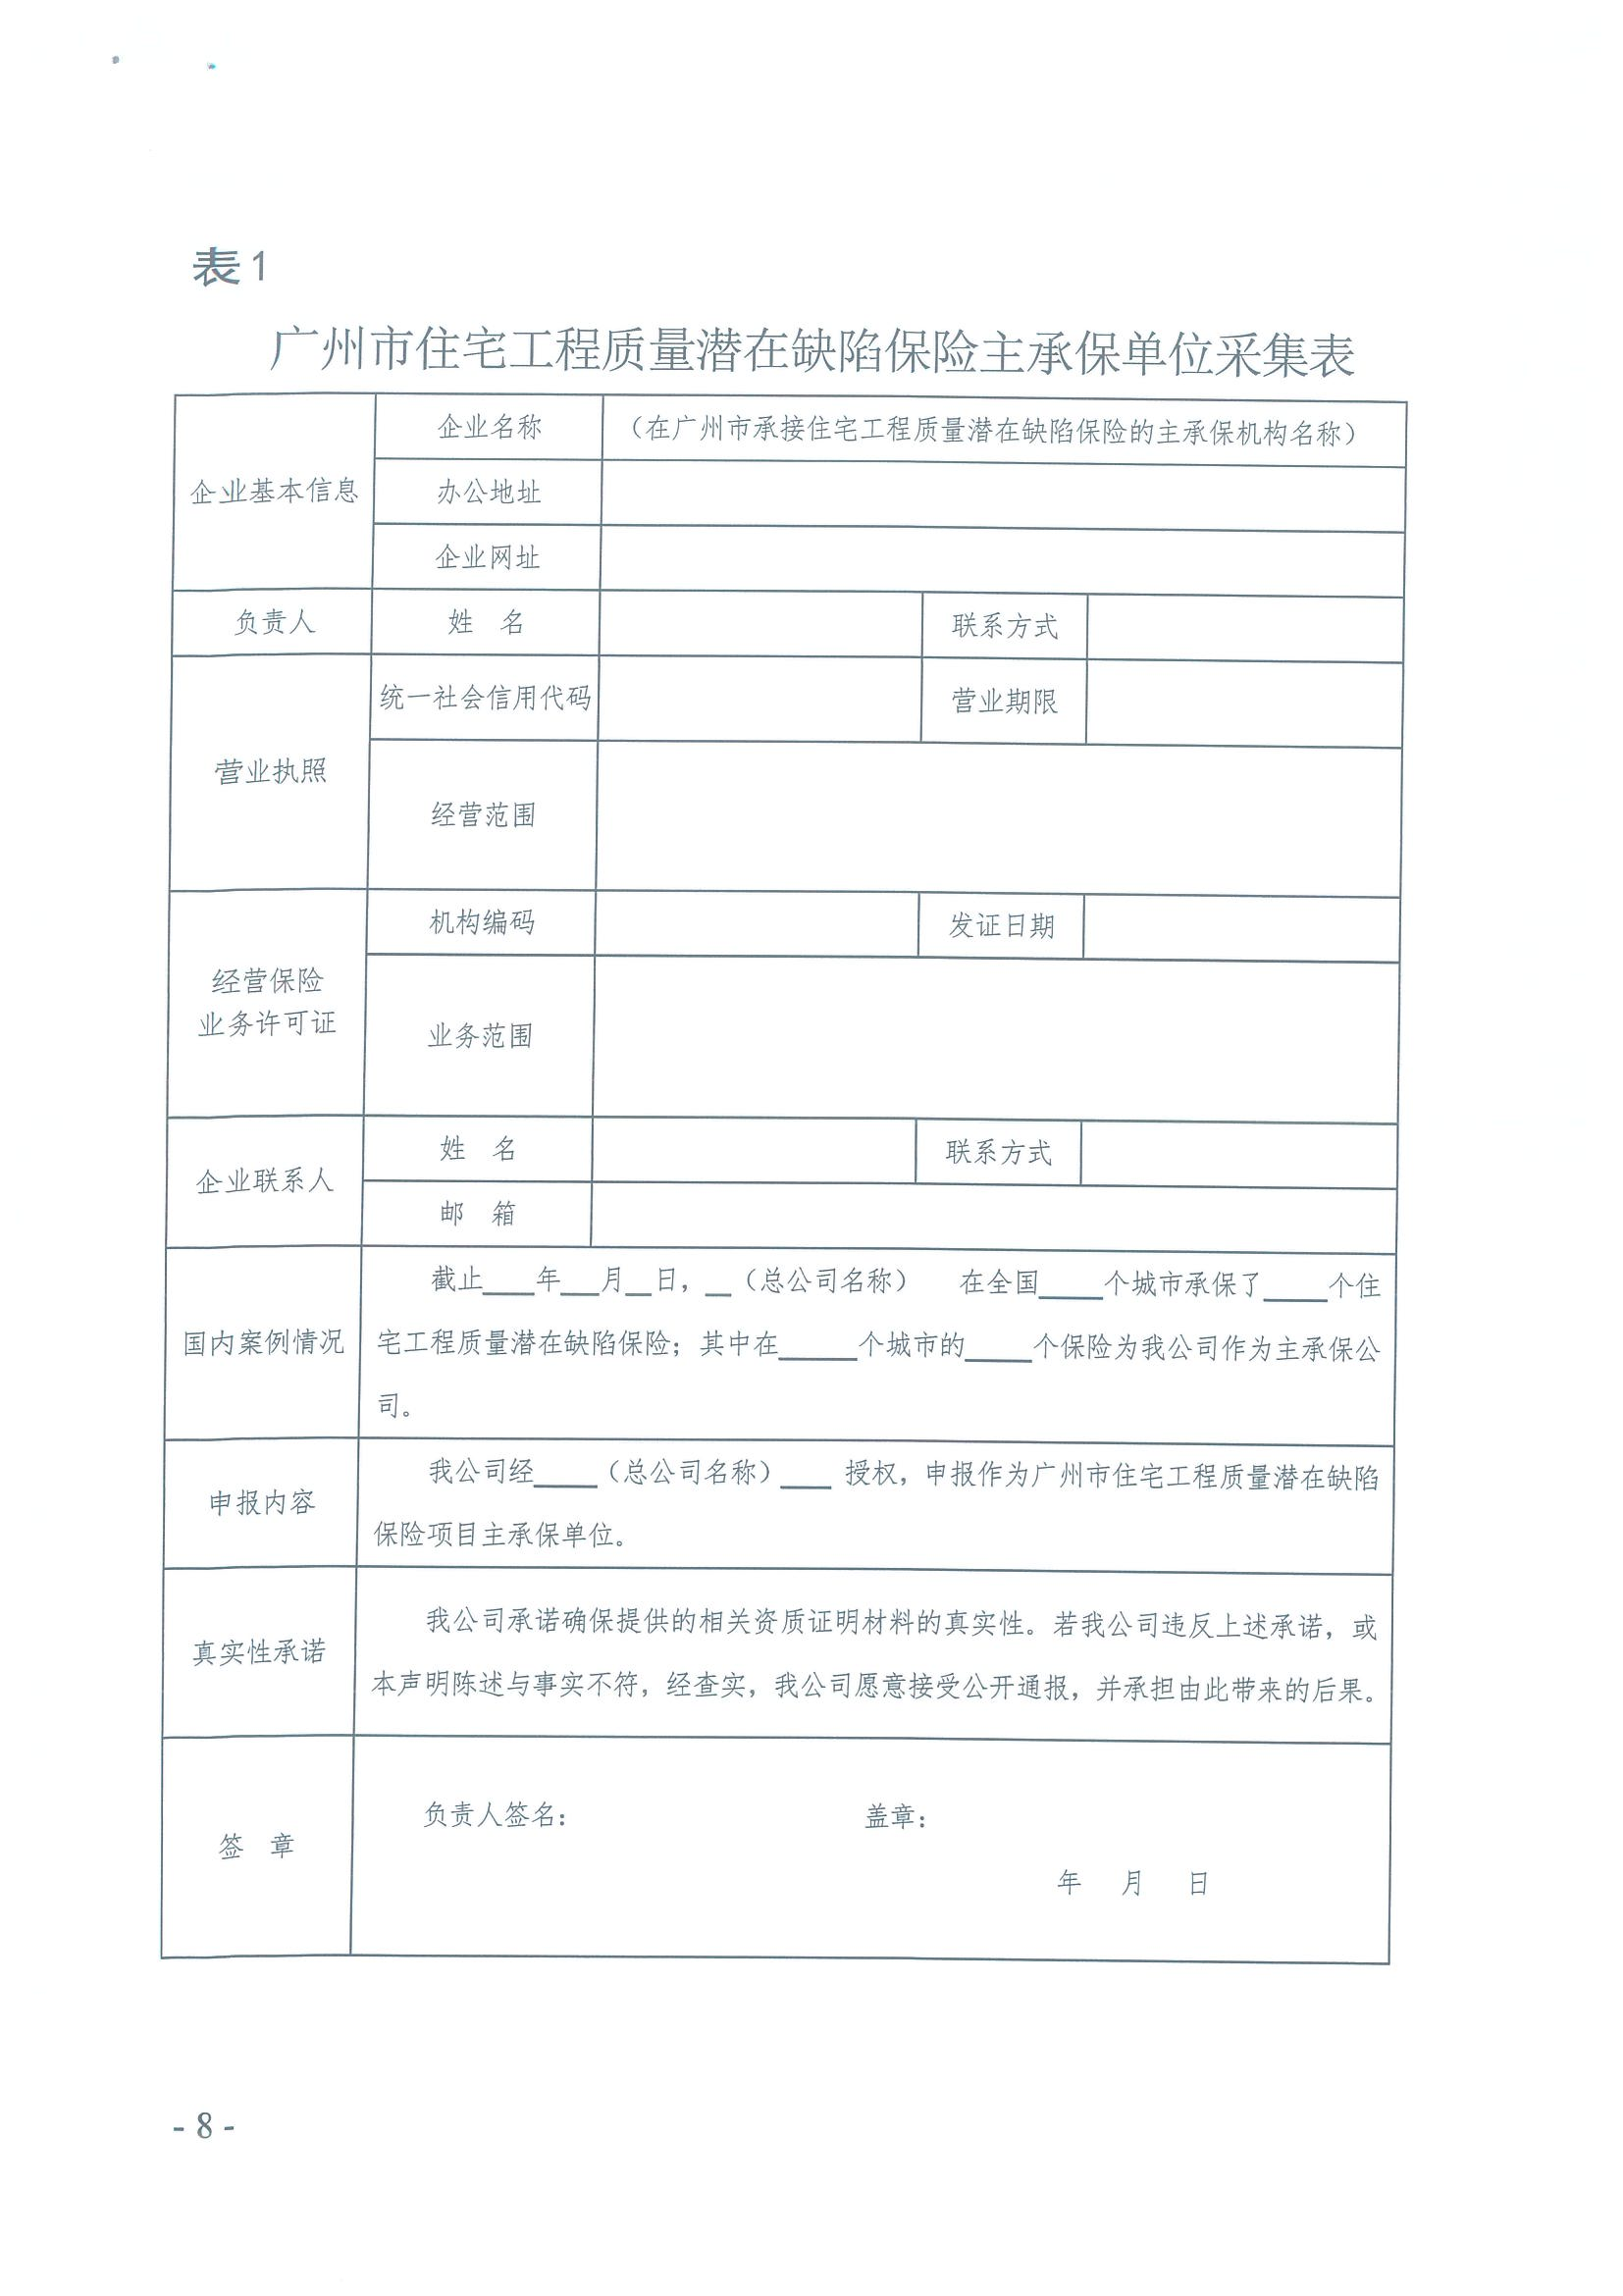 表1
广州市住宅工程质量潜在缺陷保险主承保单位采集表
企业基本信息
企业名称
（在广州市承接住宅工程质量潜在缺陷保险的主承保机构名称）
办公地址
企业网址
负责人
姓 名
联系方式
营业执照
统一社会信用代码
营业期限
经营范围
经营保险
业务许可证
机构编码
发证日期
业务范围
企业联系人
姓 名
联系方式
邮 箱
国内案例情况
截止____年___月__日，__（总公司名称） 在全国_____个城市承保了_____个住
宅工程质量潜在缺陷保险；其中在______个城市的_____个保险为我公司作为主承保公
司。
申报内容
我公司经_____（总公司名称）____ 授权，申报作为广州市住宅工程质量潜在缺陷
保险项目主承保单位。
真实性承诺
我公司承诺确保提供的相关资质证明材料的真实性。若我公司违反上述承诺，或
本声明陈述与事实不符，经查实，我公司愿意接受公开通报，并承担由此带来的后果。
签 章
负责人签名：
盖章：
年 月 日
- 8 -